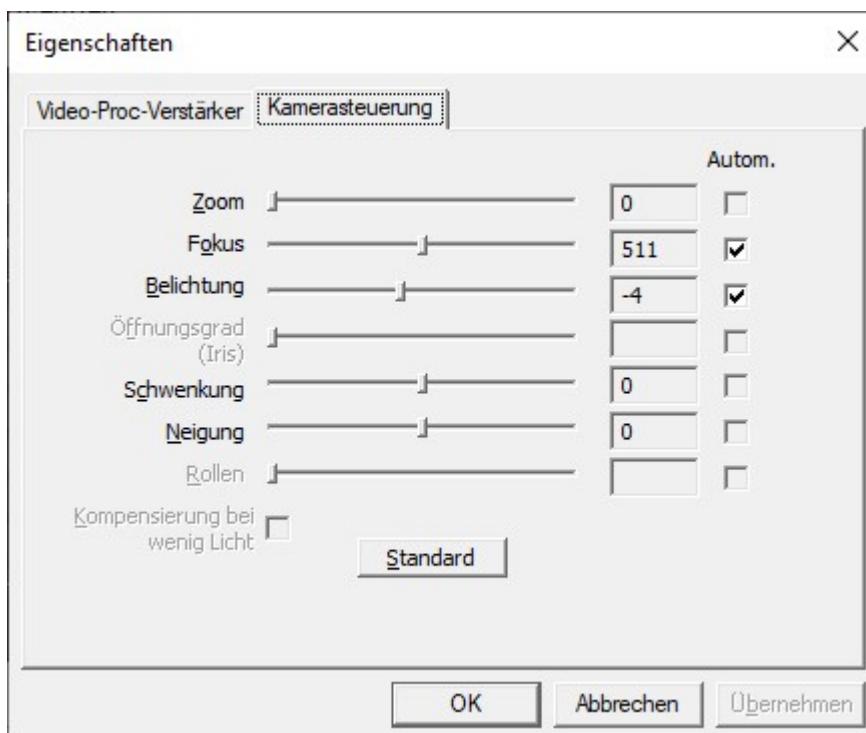 Eigenschaften
Video-Proc-Verstärker Kamerasteuerung
Autom.
Zoom 0
Fokus 511
Belichtung -4
Öffnungsgrad
(Iris)
Schwenkung 0
Neigung 0
Rollen
Kompensierung bei
wenig Licht
Standard
OK Abbrechen Übernehmen